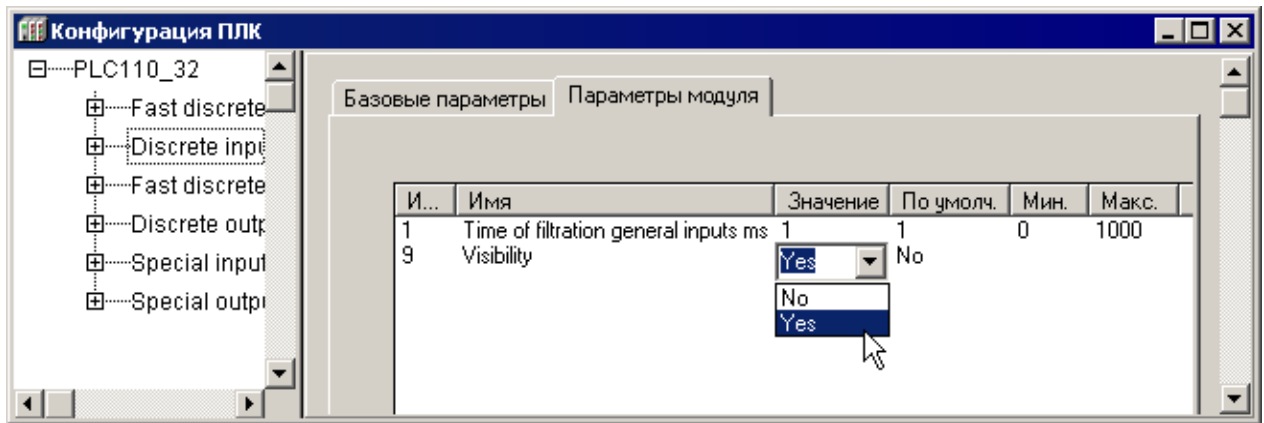 Конфигурация ПЛК
PLC110_32
Fast discrete
Discrete inpu
Fast discrete
Discrete outp
Special input
Special outpu
Базовые параметры Параметры модуля
И... Имя Значение По умолч. Мин. Макс.
1 Time of filtration general inputs ms 1 1 0 1000
9 Visibility Yes No
No
Yes